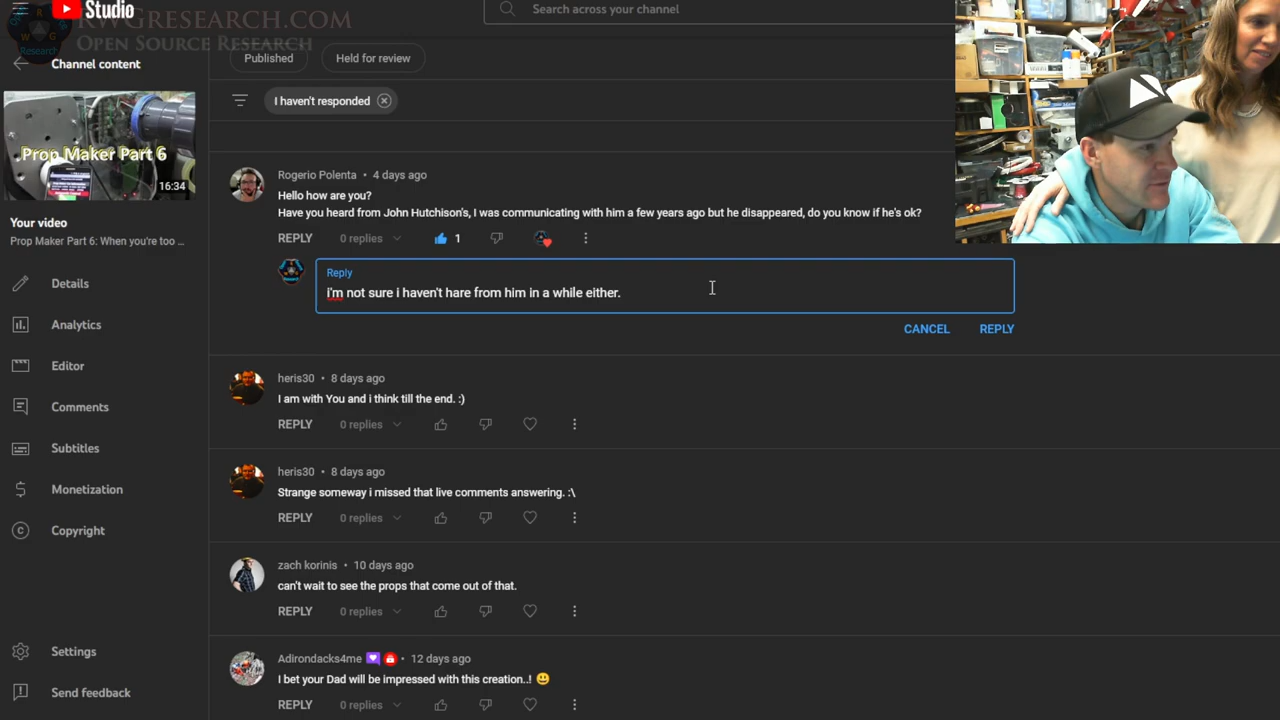 Studio
Search across your channel
RWGRESEARCH.COM
OPEN SOURCE RESEARCH
R W G
Research
Channel content
Published
Held for review
I haven't responded
Prop Maker Part 6
16:34
Your video
Prop Maker Part 6: When you're too ...
Details
Analytics
Editor
Comments
Subtitles
Monetization
Copyright
Settings
Send feedback
Rogerio Polenta • 4 days ago
Hello how are you?
Have you heard from John Hutchison's, I was communicating with him a few years ago but he disappeared, do you know if he's ok?
REPLY 0 replies 1
Reply
i'm not sure i haven't hare from him in a while either.
CANCEL REPLY
heris30 • 8 days ago
I am with You and i think till the end. :)
REPLY 0 replies
heris30 • 8 days ago
Strange someway i missed that live comments answering. :\
REPLY 0 replies
zach korinis • 10 days ago
can't wait to see the props that come out of that.
REPLY 0 replies
Adirondacks4me • 12 days ago
I bet your Dad will be impressed with this creation..! 😃
REPLY 0 replies